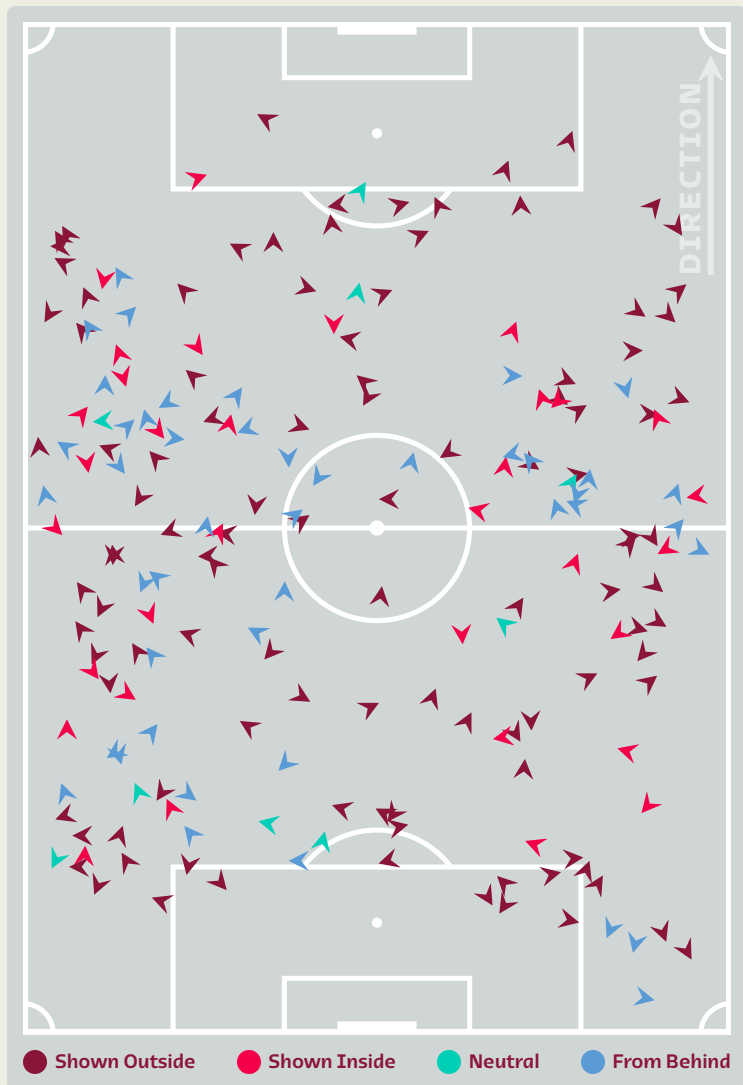 DIRECTION
Shown Outside
Shown Inside
Neutral
From Behind